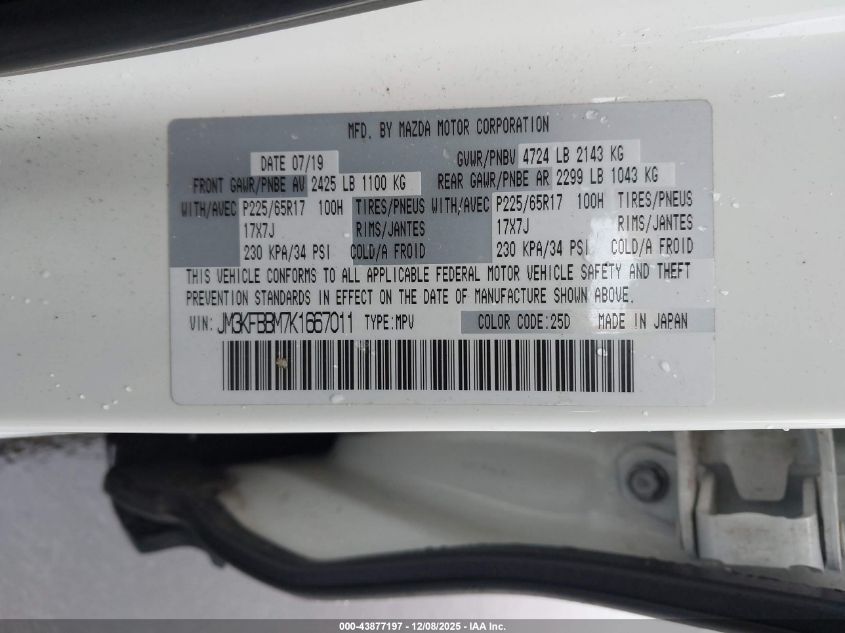 MFD. BY MAZDA MOTOR CORPORATION
DATE 07/19 GVWR/PNBV 4724 LB 2143 KG
FRONT GAWR/PNBE AV 2425 LB 1100 KG REAR GAWR/PNBE AR 2299 LB 1043 KG
WITH/AVEC P225/65R17 100H TIRES/PNEUS WITH/AVEC P225/65R17 100H TIRES/PNEUS
17X7J RIMS/JANTES 17X7J RIMS/JANTES
230 KPA/34 PSI COLD/A FROID 230 KPA/34 PSI COLD/A FROID
THIS VEHICLE CONFORMS TO ALL APPLICABLE FEDERAL MOTOR VEHICLE SAFETY AND THEFT
PREVENTION STANDARDS IN EFFECT ON THE DATE OF MANUFACTURE SHOWN ABOVE.
VIN: JM3KFBBM7K1667011 TYPE:MPV COLOR CODE:25D MADE IN JAPAN
000-43877197 - 12/08/2025 - IAA Inc.